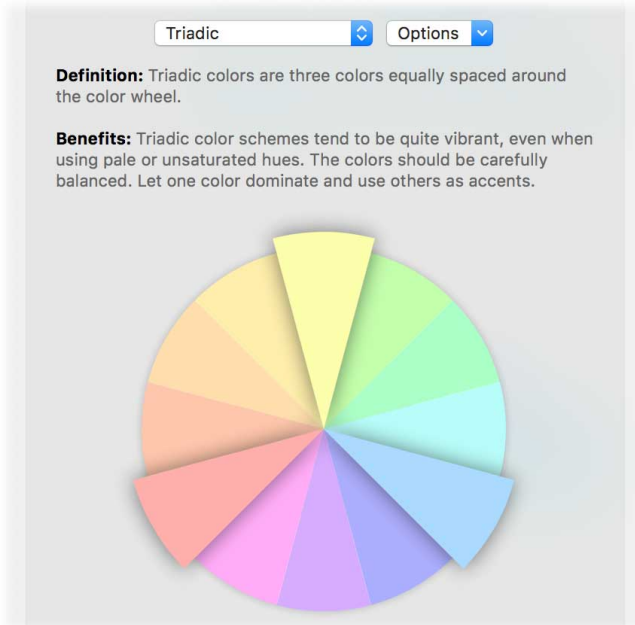 Triadic
Options
Definition: Triadic colors are three colors equally spaced around
the color wheel.
Benefits: Triadic color schemes tend to be quite vibrant, even when
using pale or unsaturated hues. The colors should be carefully
balanced. Let one color dominate and use others as accents.